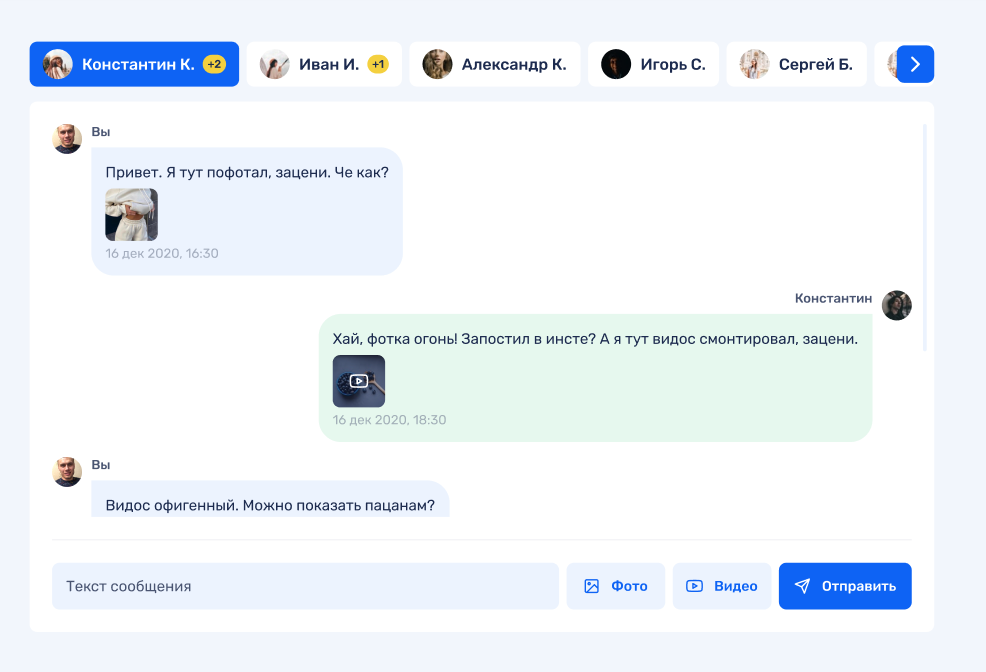 Константин К. +2 Иван И. +1 Александр К. Игорь С. Сергей Б.
Вы
Привет. Я тут пофотал, зацени. Че как?
16 дек 2020, 16:30
Константин
Хай, фотка огонь! Запостил в инсте? А я тут видос смонтировал, зацени.
16 дек 2020, 18:30
Вы
Видос офигенный. Можно показать пацанам?
Текст сообщения Фото Видео Отправить